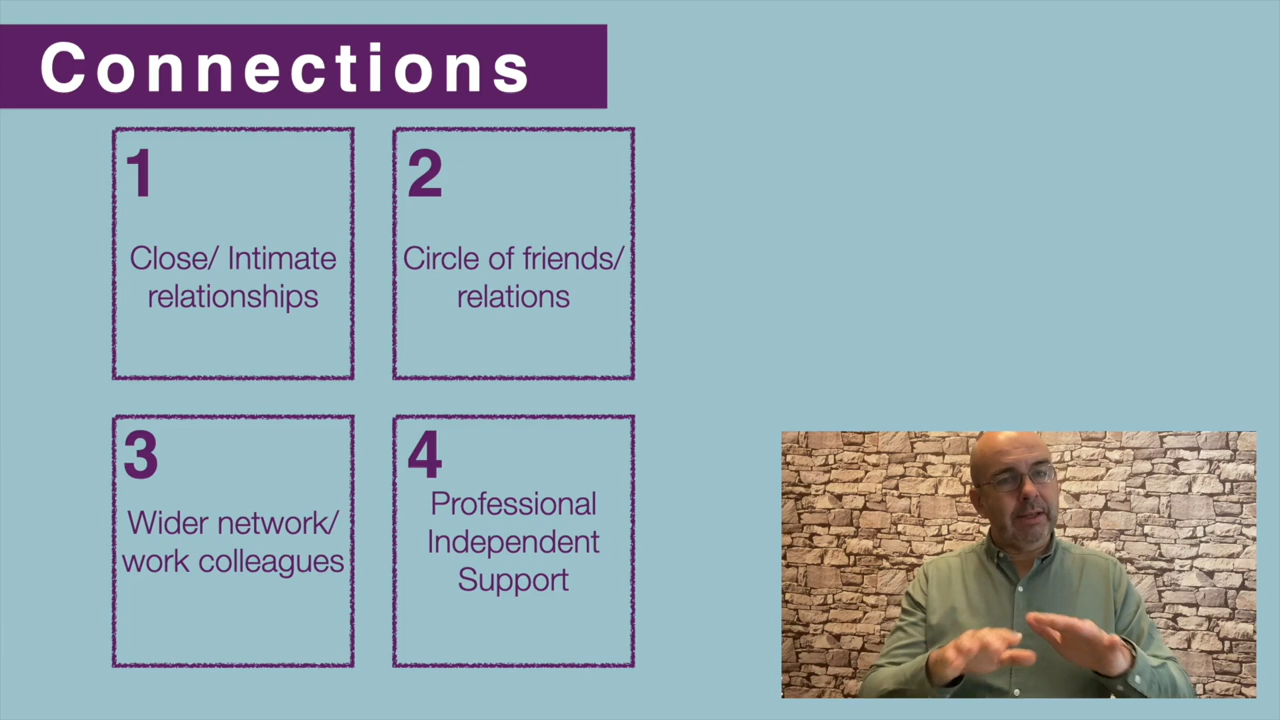 Connections
1
Close/ Intimate
relationships
2
Circle of friends/
relations
3
Wider network/
work colleagues
4
Professional
Independent
Support